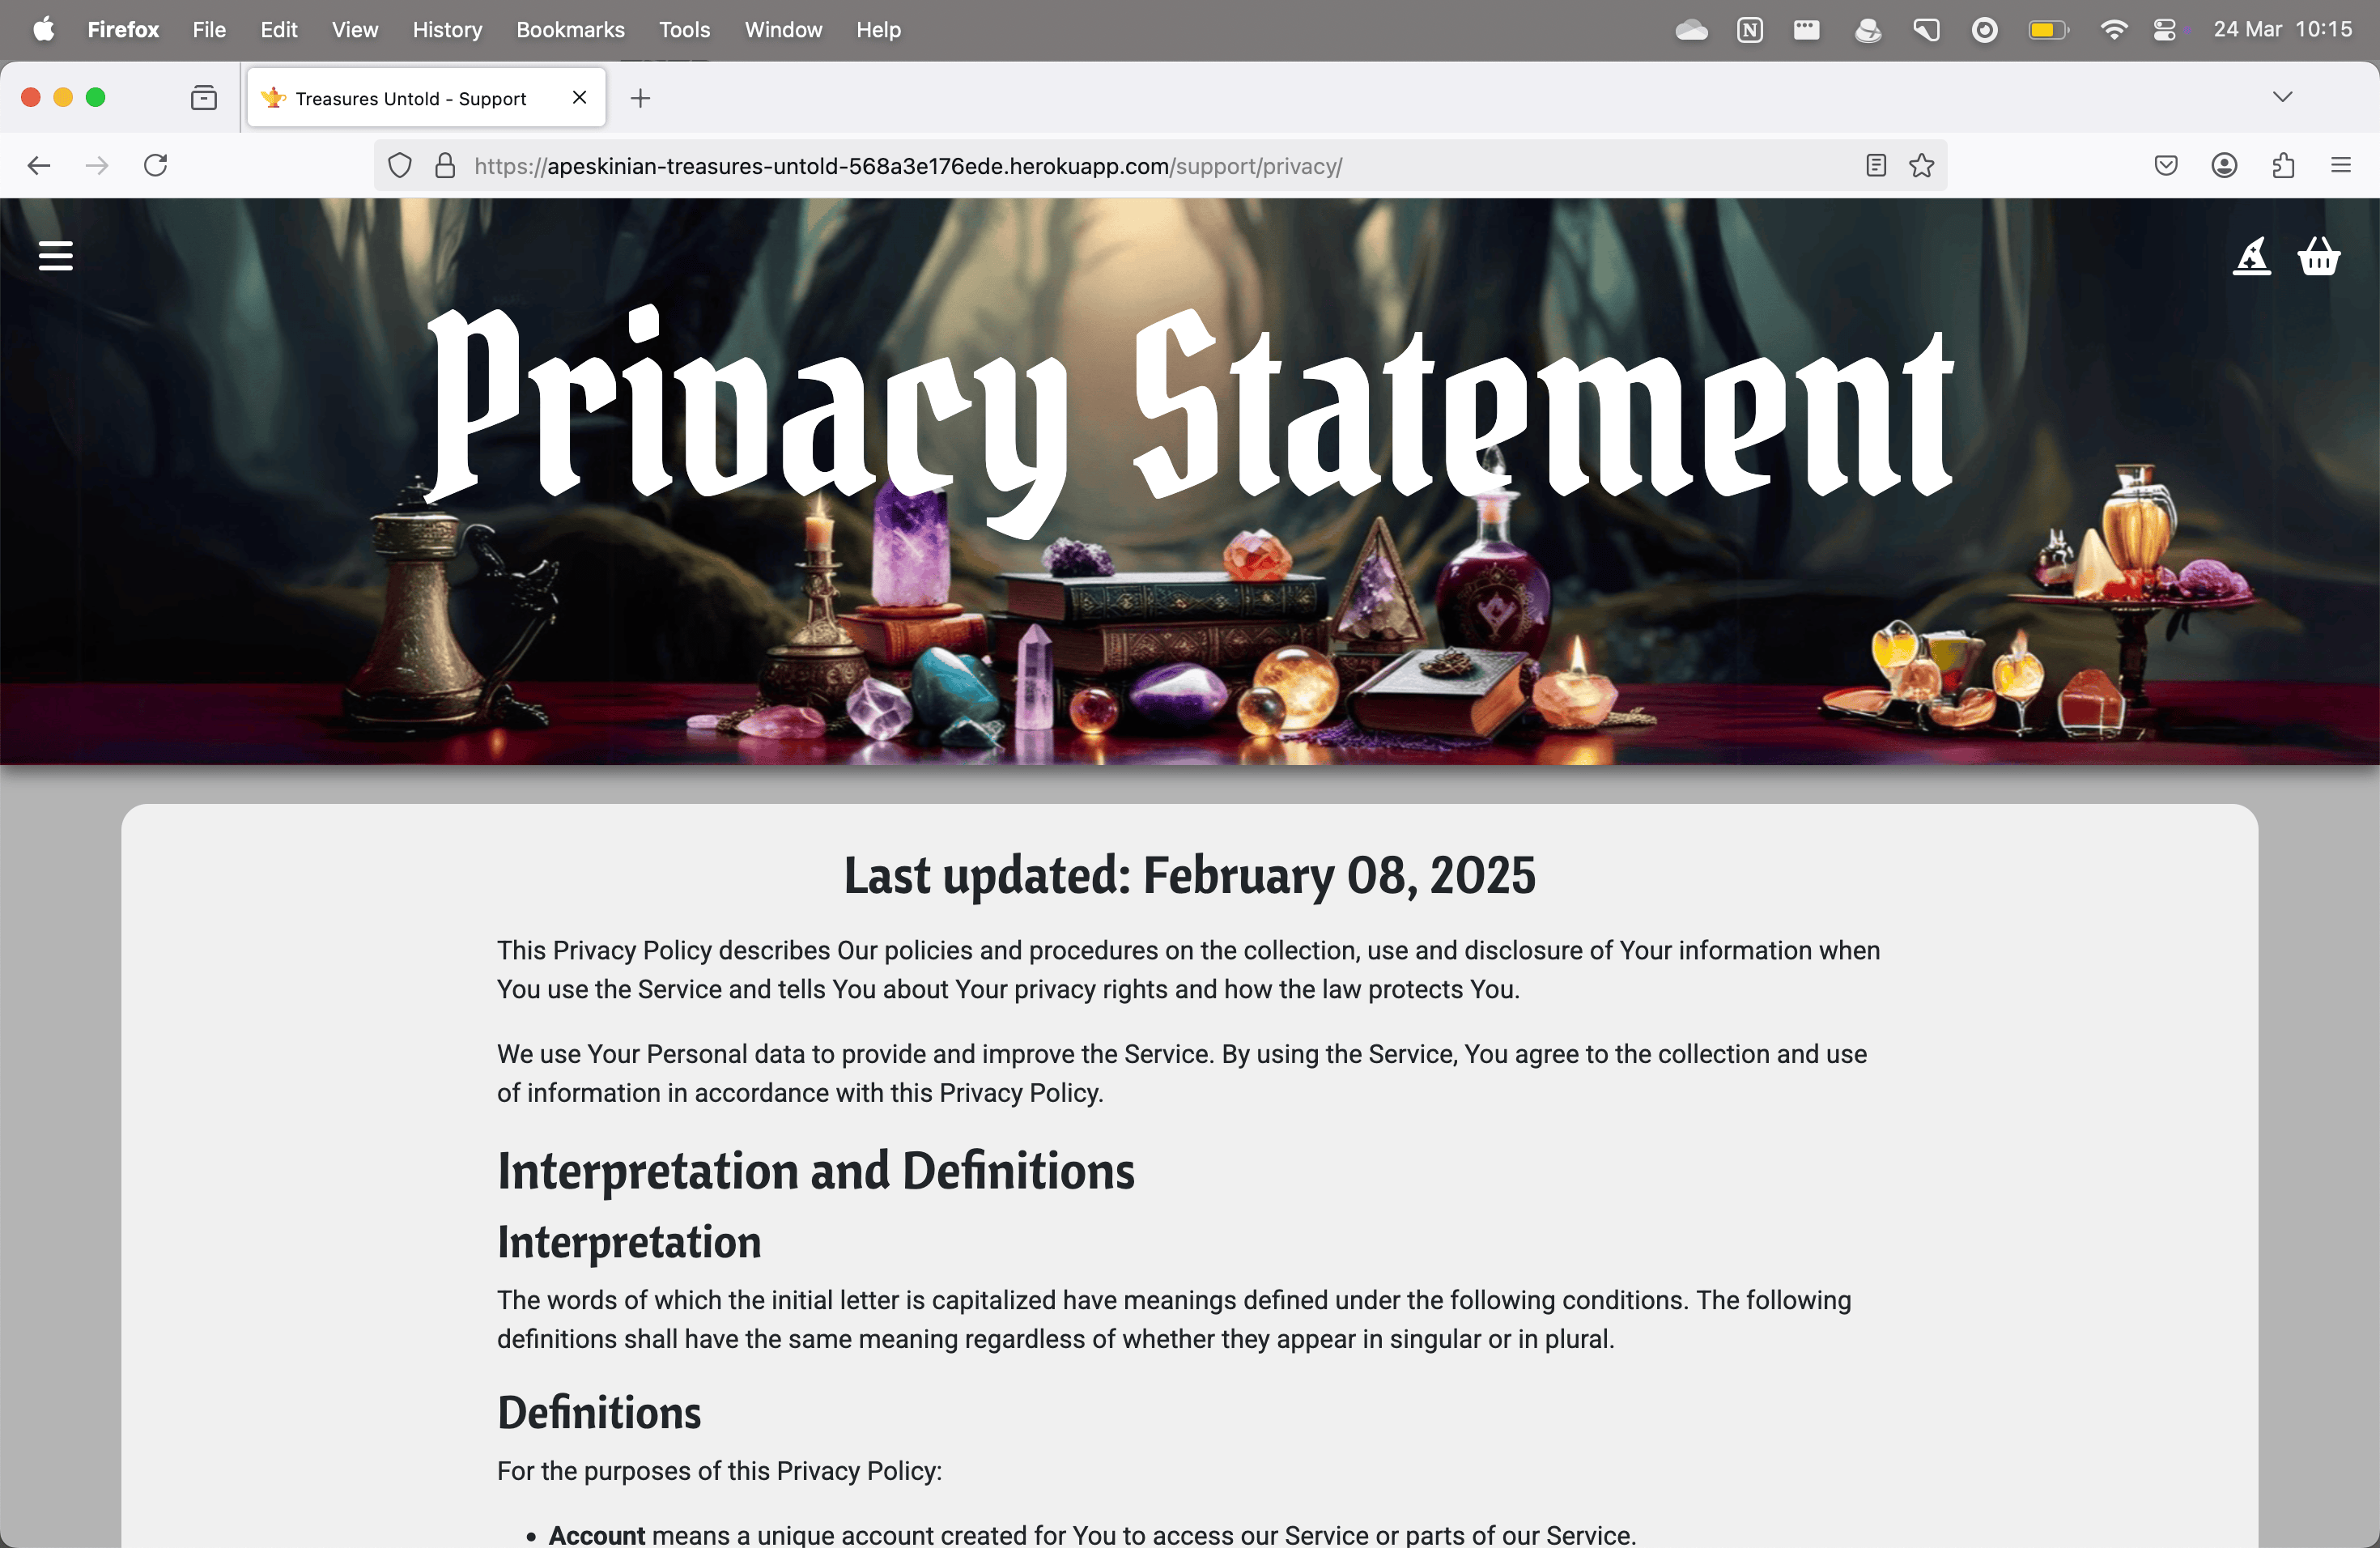 Firefox File Edit View History Bookmarks Tools Window Help 24 Mar 10:15
Treasures Untold - Support
https://apeskinian-treasures-untold-568a3e176ede.herokuapp.com/support/privacy/
Privacy Statement
Last updated: February 08, 2025
This Privacy Policy describes Our policies and procedures on the collection, use and disclosure of Your information when
You use the Service and tells You about Your privacy rights and how the law protects You.
We use Your Personal data to provide and improve the Service. By using the Service, You agree to the collection and use
of information in accordance with this Privacy Policy.
Interpretation and Definitions
Interpretation
The words of which the initial letter is capitalized have meanings defined under the following conditions. The following
definitions shall have the same meaning regardless of whether they appear in singular or in plural.
Definitions
For the purposes of this Privacy Policy:
• Account means a unique account created for You to access our Service or parts of our Service.